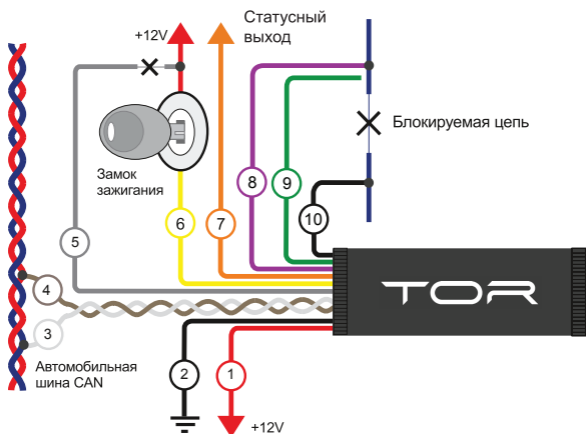 Статусный
выход
+12V
Блокируемая цепь
Замок
зажигания
8
9
10
6
7
5
4
3
TOR
Автомобильная
шина CAN
2
1
+12V